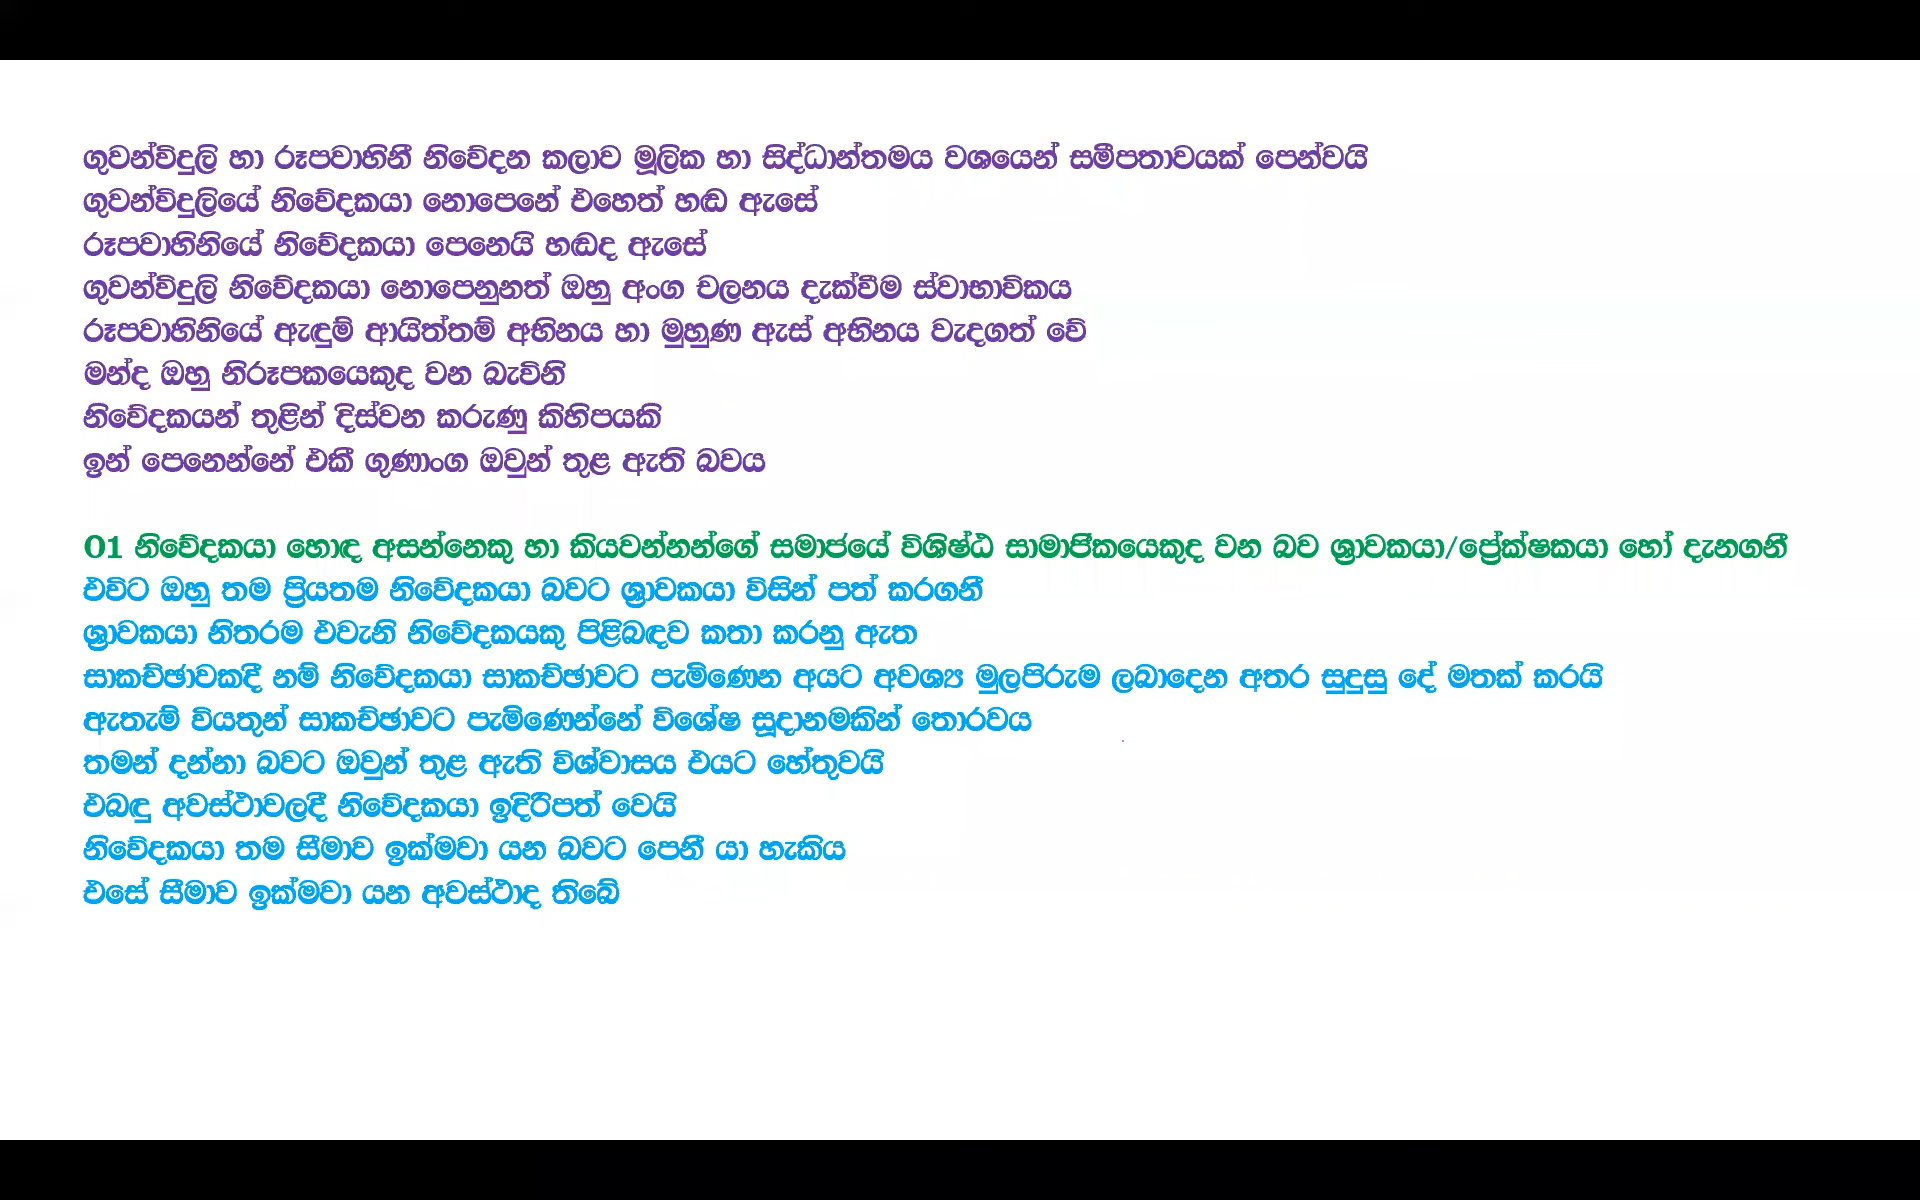 ගුවන්විදුලි හා රූපවාහිනී නිවේදන කලාව මූලික හා සිද්ධාන්තමය වශයෙන් සමීපතාවයක් පෙන්වයි
ගුවන්විදුලියේ නිවේදකයා නොපෙනේ එහෙත් හඬ ඇසේ
රූපවාහිනියේ නිවේදකයා පෙනෙයි හඬද ඇසේ
ගුවන්විදුලි නිවේදකයා නොපෙනුනත් ඔහු අංග චලනය දැක්වීම ස්වාභාවිකය
රූපවාහිනියේ ඇඳුම් ආයිත්තම් අභිනය හා මුහුණ ඇස් අභිනය වැදගත් වේ
මන්ද ඔහු නිරූපකයෙකුද වන බැවිනි
නිවේදකයන් තුළින් දිස්වන කරුණු කිහිපයකි
ඉන් පෙනෙන්නේ එකී ගුණාංග ඔවුන් තුළ ඇති බවය
01 නිවේදකයා හොඳ අසන්නෙකු හා කියවන්නන්ගේ සමාජයේ විශිෂ්ඨ සාමාජිකයෙකුද වන බව ශ්‍රාවකයා/ප්‍රේක්ෂකයා හෝ දැනගනී
එවිට ඔහු තම ප්‍රියතම නිවේදකයා බවට ශ්‍රාවකයා විසින් පත් කරගනී
ශ්‍රාවකයා නිතරම එවැනි නිවේදකයකු පිළිබඳව කතා කරනු ඇත
සාකච්ඡාවකදී නම් නිවේදකයා සාකච්ඡාවට පැමිණෙන අයට අවශ්‍ය මුලපිරුම ලබාදෙන අතර සුදුසු දේ මතක් කරයි
ඇතැම් වියතුන් සාකච්ඡාවට පැමිණෙන්නේ විශේෂ සූදානමකින් තොරවය
තමන් දන්නා බවට ඔවුන් තුළ ඇති විශ්වාසය එයට හේතුවයි
එබඳු අවස්ථාවලදී නිවේදකයා ඉදිරිපත් වෙයි
නිවේදකයා තම සීමාව ඉක්මවා යන බවට පෙනී යා හැකිය
එසේ සීමාව ඉක්මවා යන අවස්ථාද තිබේ